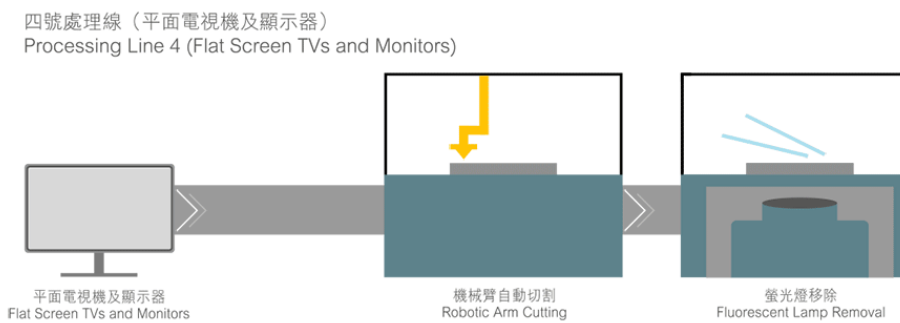 四號處理線（平面電視機及顯示器）
Processing Line 4 (Flat Screen TVs and Monitors)
平面電視機及顯示器
Flat Screen TVs and Monitors
機械臂自動切割
Robotic Arm Cutting
螢光燈移除
Fluorescent Lamp Removal